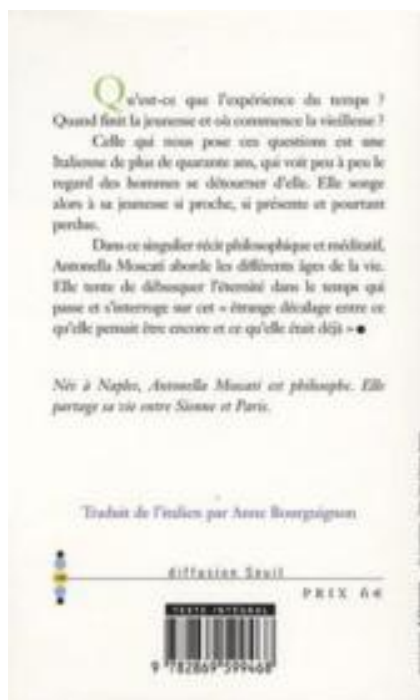 Qu'est-ce que l'expérience du temps ?
Quand finit la jeunesse et où commence la vieillesse ?
Celle qui nous pose ces questions est une
Italienne de plus de quarante ans, qui voit peu à peu le
regard des hommes se détourner d'elle. Elle songe
alors à sa jeunesse si proche, si présente et pourtant
perdue.
Dans ce singulier récit philosophique et méditatif,
Antonella Moscati aborde les différents âges de la vie.
Elle tente de débusquer l'éternité dans le temps qui
passe et s'interroge sur cet « étrange décalage entre ce
qu'elle pensait être encore et ce qu'elle était déjà »
Née à Naples, Antonella Moscati est philosophe. Elle
partage sa vie entre Sienne et Paris.
Traduit de l'italien par Anne Bourguignon
diffusion Seuil
PRIX 6€
TEXTE INTÉGRAL
9 782869 599468